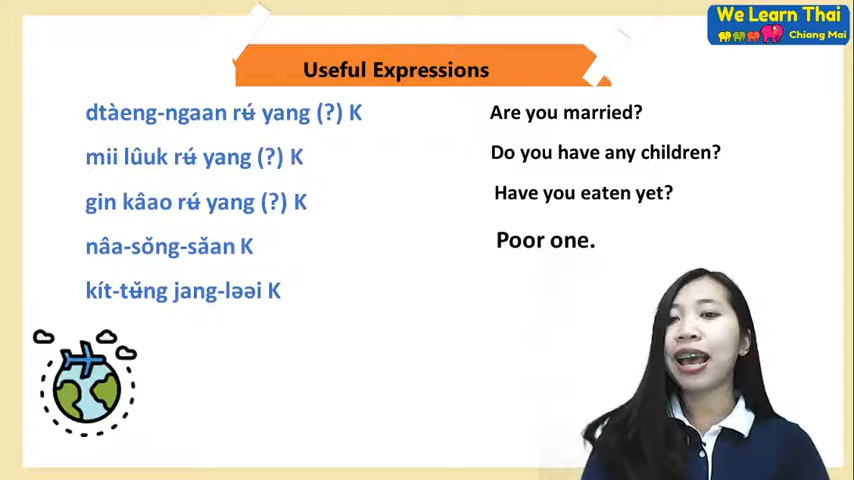 We Learn Thai
Chiang Mai
Useful Expressions
dtàeng-ngaan rʉ́ yang (?) K
Are you married?
mii lûuk rʉ́ yang (?) K
Do you have any children?
gin kâao rʉ́ yang (?) K
Have you eaten yet?
nâa-sǒng-sǎan K
Poor one.
kít-tʉ̌ng jang-ləəi K